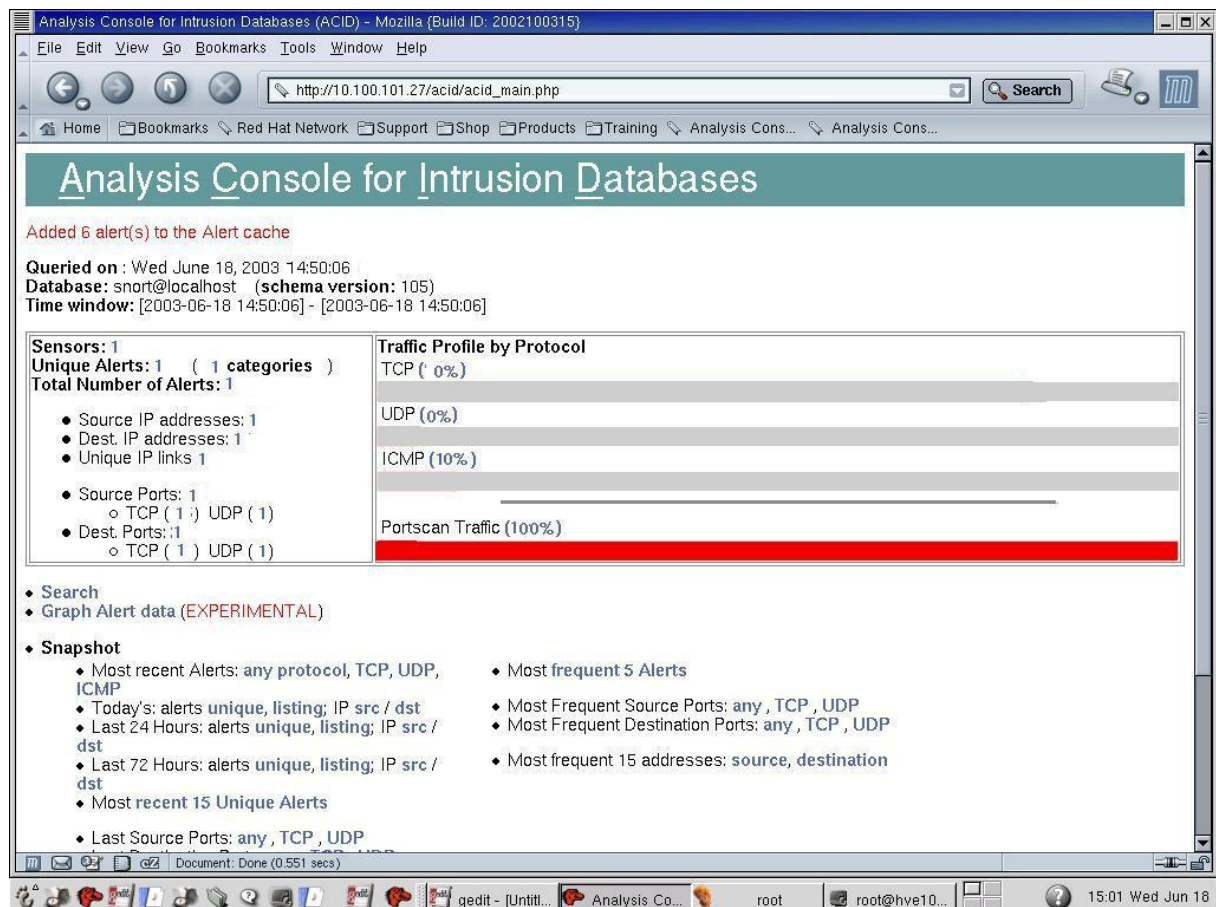 Analysis Console for Intrusion Databases (ACID) - Mozilla {Build ID: 2002100315}
File Edit View Go Bookmarks Tools Window Help
http://10.100.101.27/acid/acid_main.php Search
Home Bookmarks Red Hat Network Support Shop Products Training Analysis Cons... Analysis Cons...
Analysis Console for Intrusion Databases
Added 6 alert(s) to the Alert cache
Queried on : Wed June 18, 2003 14:50:06
Database: snort@localhost (schema version: 105)
Time window: [2003-06-18 14:50:06] - [2003-06-18 14:50:06]
Sensors: 1
Unique Alerts: 1 ( 1 categories )
Total Number of Alerts: 1
Source IP addresses: 1
Dest. IP addresses: 1
Unique IP links 1
Source Ports: 1
TCP ( 1 ) UDP ( 1)
Dest. Ports: 1
TCP ( 1 ) UDP ( 1)
Traffic Profile by Protocol
TCP ( 0%)
UDP (0%)
ICMP (10%)
Portscan Traffic (100%)
Search
Graph Alert data (EXPERIMENTAL)
Snapshot
Most recent Alerts: any protocol, TCP, UDP,
ICMP
Today's: alerts unique, listing; IP src / dst
Last 24 Hours: alerts unique, listing; IP src /
dst
Last 72 Hours: alerts unique, listing; IP src /
dst
Most recent 15 Unique Alerts
Last Source Ports: any , TCP , UDP
Most frequent 5 Alerts
Most Frequent Source Ports: any , TCP , UDP
Most Frequent Destination Ports: any , TCP , UDP
Most frequent 15 addresses: source, destination
Document: Done (0.551 secs)
gedit - [Untitl... Analysis Co... root root@hve10... 15:01 Wed Jun 18